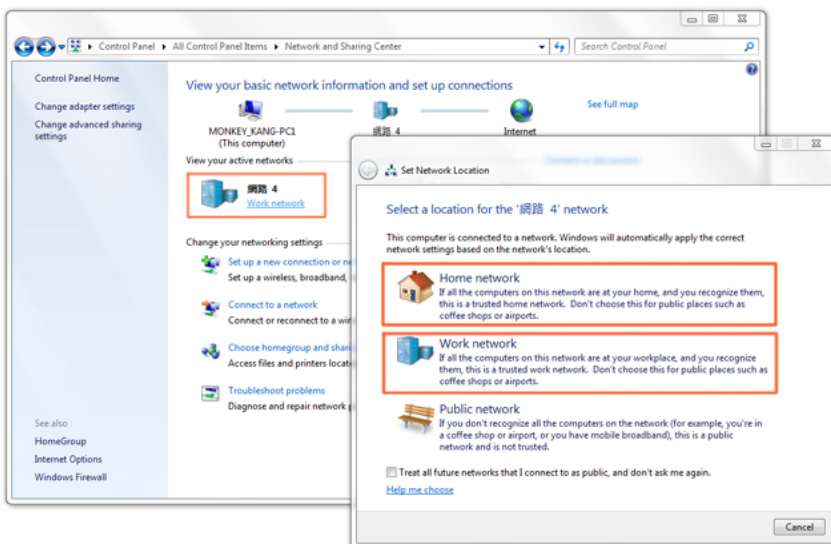 Control Panel ▸ All Control Panel Items ▸ Network and Sharing Center
Search Control Panel
Control Panel Home
Change adapter settings
Change advanced sharing
settings
See also
HomeGroup
Internet Options
Windows Firewall
View your basic network information and set up connections
MONKEY_KANG-PC1
(This computer)
網路 4
Internet
See full map
View your active networks
Connect or disconnect
網路 4
Work network
Change your networking settings
Set up a new connection or
Set up a wireless, broadband,
Connect to a network
Connect or reconnect to a
Choose homegroup and
Access files and printers
Troubleshoot problems
Diagnose and repair network
Set Network Location
Select a location for the '網路 4' network
This computer is connected to a network. Windows will automatically apply the correct
network settings based on the network's location.
Home network
If all the computers on this network are at your home, and you recognize them,
this is a trusted home network. Don't choose this for public places such as
coffee shops or airports.
Work network
If all the computers on this network are at your workplace, and you recognize
them, this is a trusted work network. Don't choose this for public places such as
coffee shops or airports.
Public network
If you don't recognize all the computers on the network (for example, you're in
a coffee shop or airport, or you have mobile broadband), this is a public
network and is not trusted.
Treat all future networks that I connect to as public, and don't ask me again.
Help me choose
Cancel